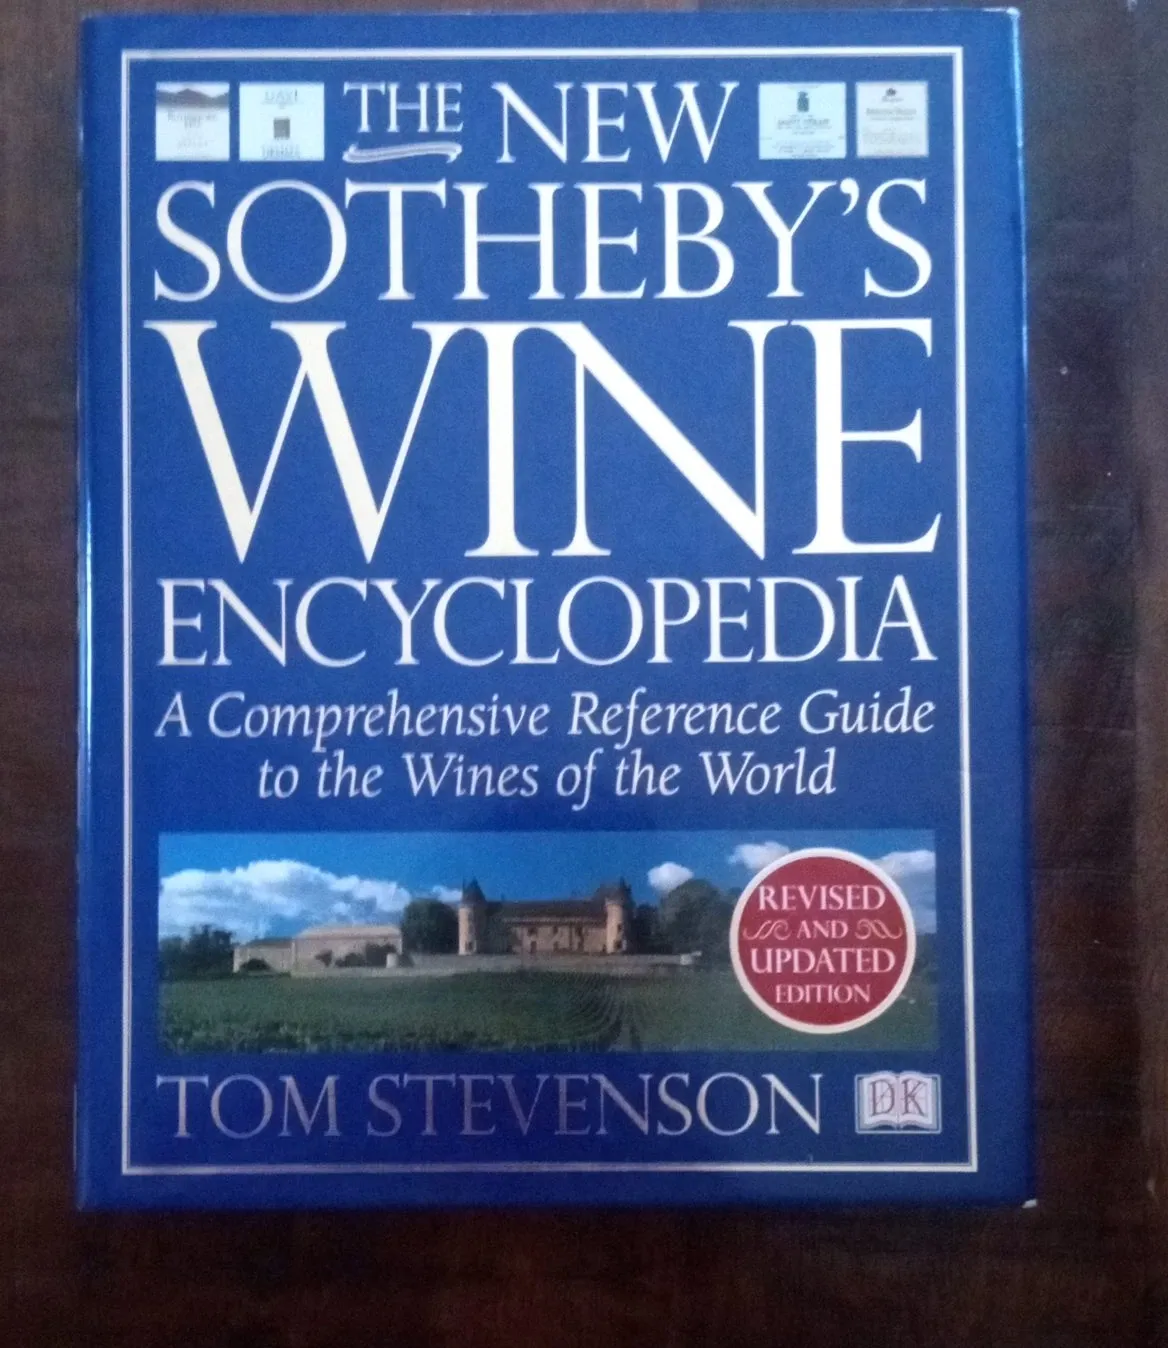 THE NEW
SOTHEBY'S
WINE
ENCYCLOPEDIA
A Comprehensive Reference Guide
to the Wines of the World
REVISED
AND
UPDATED
EDITION
TOM STEVENSON
DK